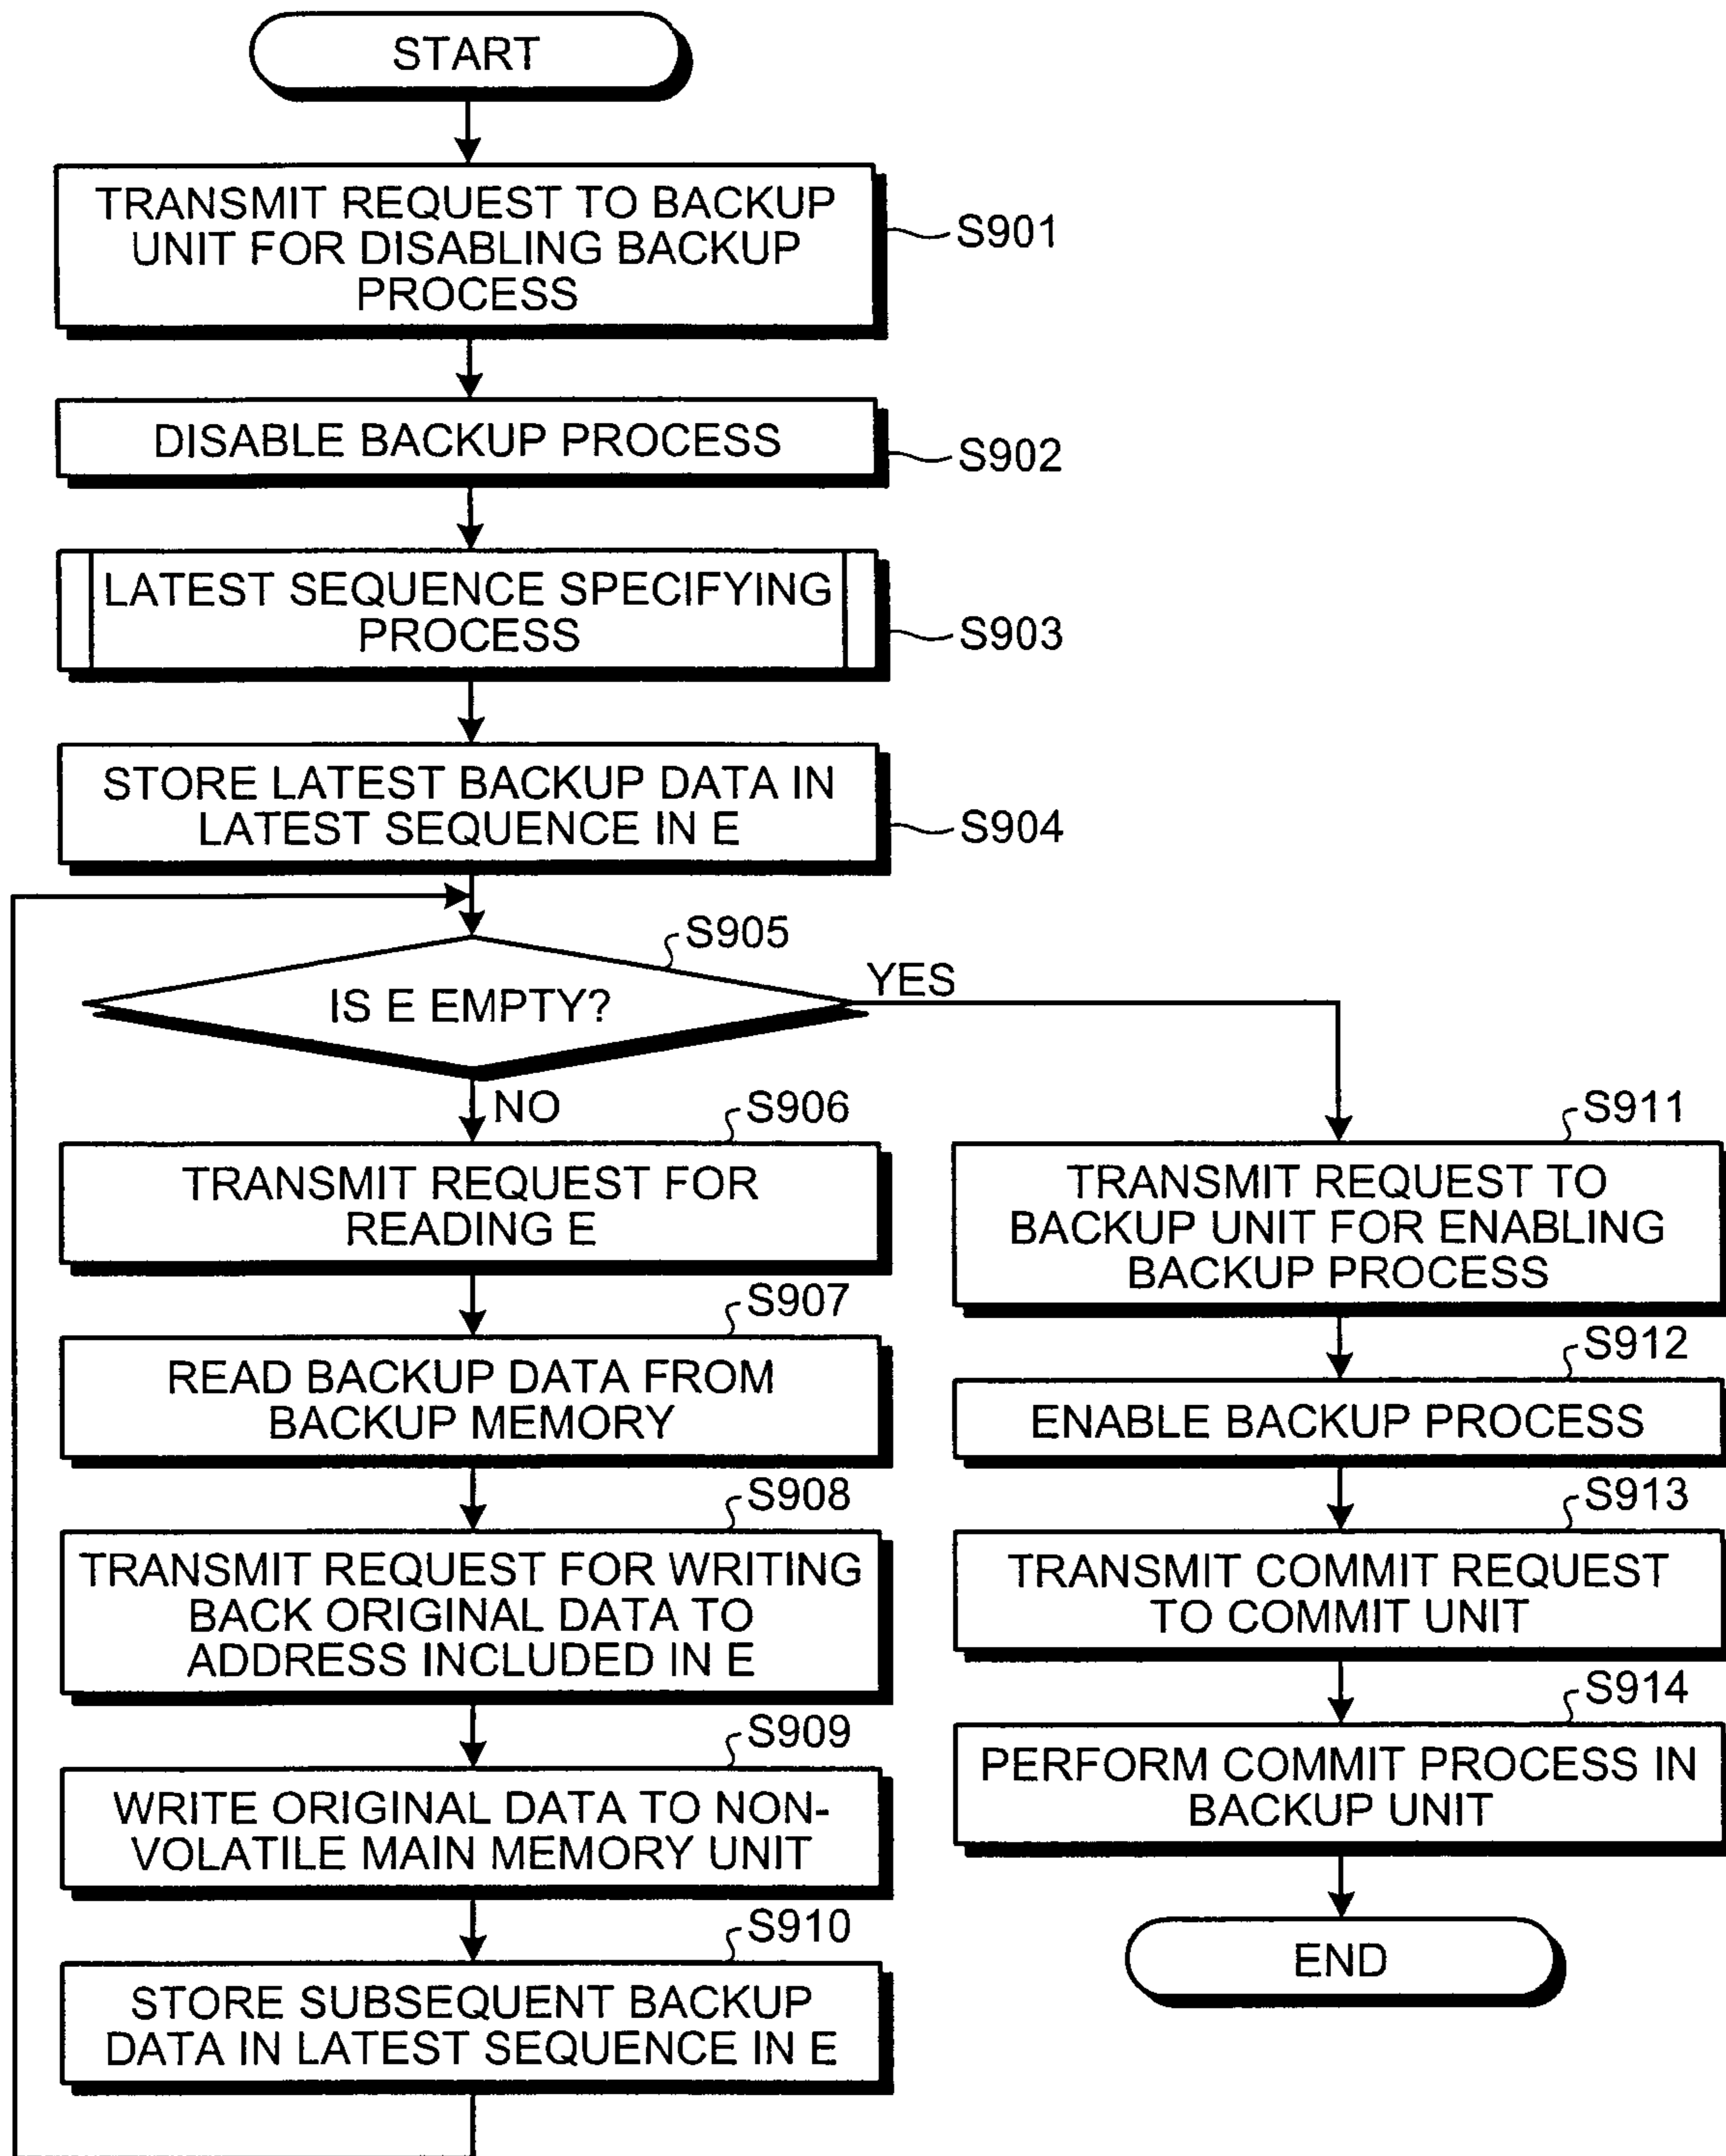 START
TRANSMIT REQUEST TO BACKUP
UNIT FOR DISABLING BACKUP
PROCESS
S901
DISABLE BACKUP PROCESS
S902
LATEST SEQUENCE SPECIFYING
PROCESS
S903
STORE LATEST BACKUP DATA IN
LATEST SEQUENCE IN E
S904
S905
IS E EMPTY?
YES
NO
S906
TRANSMIT REQUEST FOR
READING E
S907
READ BACKUP DATA FROM
BACKUP MEMORY
S908
TRANSMIT REQUEST FOR WRITING
BACK ORIGINAL DATA TO
ADDRESS INCLUDED IN E
S909
WRITE ORIGINAL DATA TO NON-
VOLATILE MAIN MEMORY UNIT
S910
STORE SUBSEQUENT BACKUP
DATA IN LATEST SEQUENCE IN E
S911
TRANSMIT REQUEST TO
BACKUP UNIT FOR ENABLING
BACKUP PROCESS
S912
ENABLE BACKUP PROCESS
S913
TRANSMIT COMMIT REQUEST
TO COMMIT UNIT
S914
PERFORM COMMIT PROCESS IN
BACKUP UNIT
END